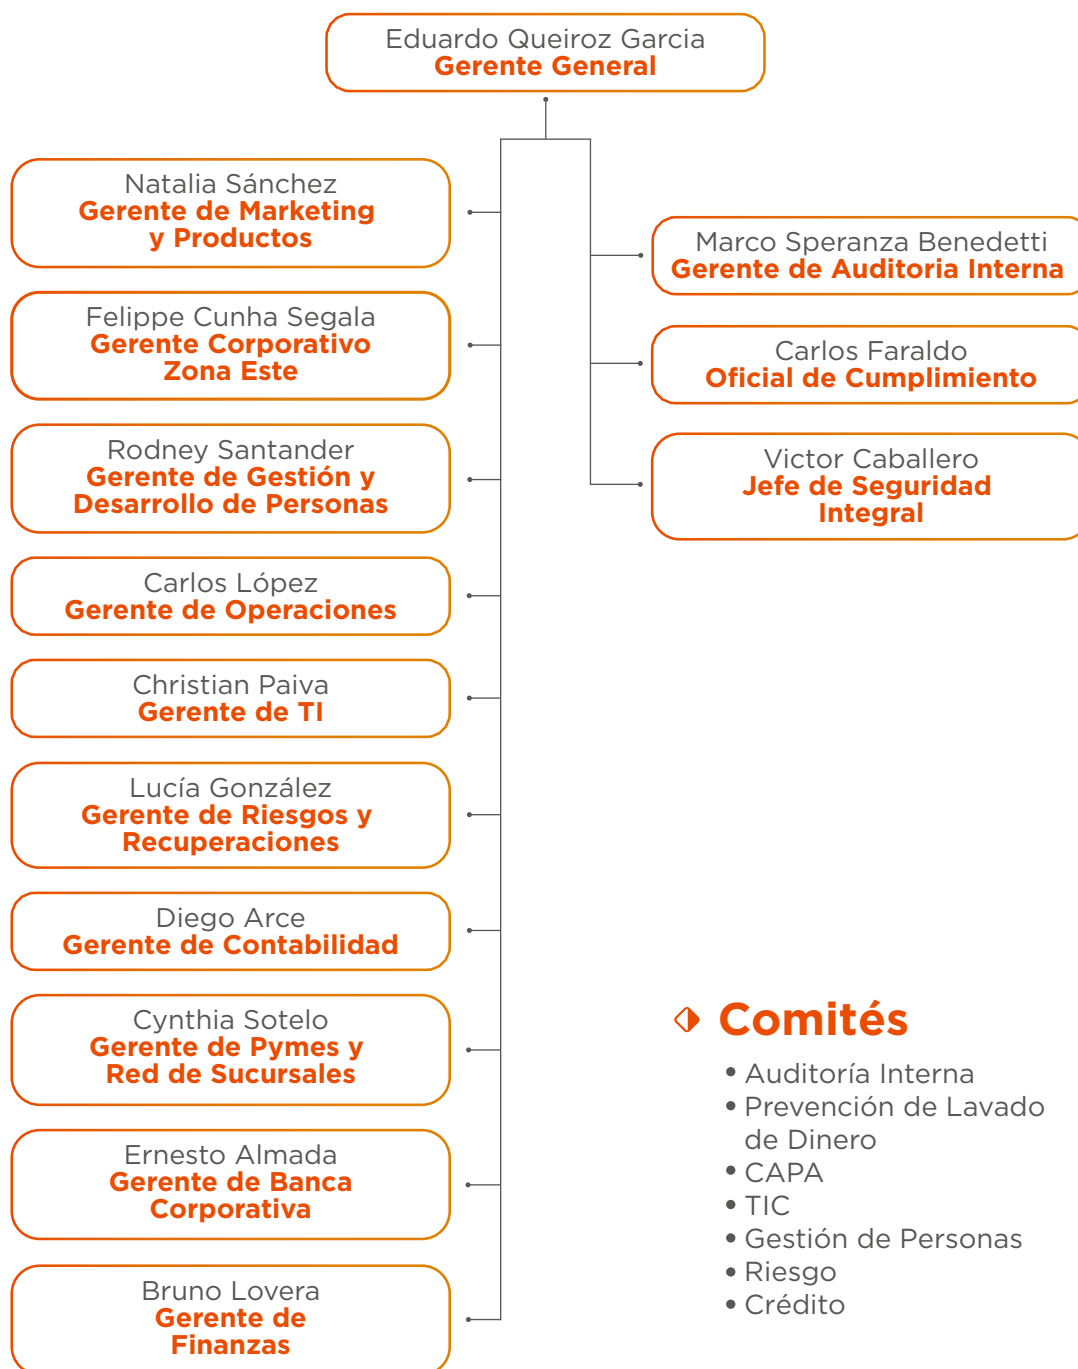 Eduardo Queiroz Garcia
Gerente General
Natalia Sánchez
Gerente de Marketing
y Productos
Felippe Cunha Segala
Gerente Corporativo
Zona Este
Rodney Santander
Gerente de Gestión y
Desarrollo de Personas
Carlos López
Gerente de Operaciones
Christian Paiva
Gerente de TI
Lucía González
Gerente de Riesgos y
Recuperaciones
Diego Arce
Gerente de Contabilidad
Cynthia Sotelo
Gerente de Pymes y
Red de Sucursales
Ernesto Almada
Gerente de Banca
Corporativa
Bruno Lovera
Gerente de
Finanzas
Marco Speranza Benedetti
Gerente de Auditoria Interna
Carlos Faraldo
Oficial de Cumplimiento
Victor Caballero
Jefe de Seguridad
Integral
Comités
• Auditoría Interna
• Prevención de Lavado
de Dinero
• CAPA
• TIC
• Gestión de Personas
• Riesgo
• Crédito